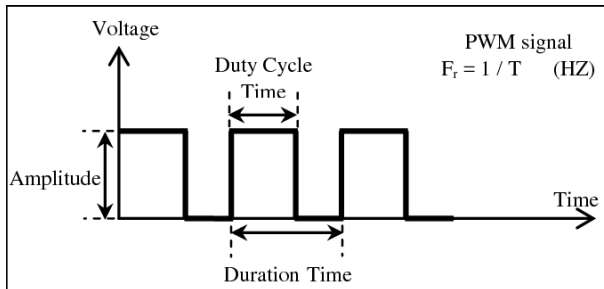 Voltage
PWM signal
Fr = 1 / T (HZ)
Duty Cycle
Time
Amplitude
Time
Duration Time